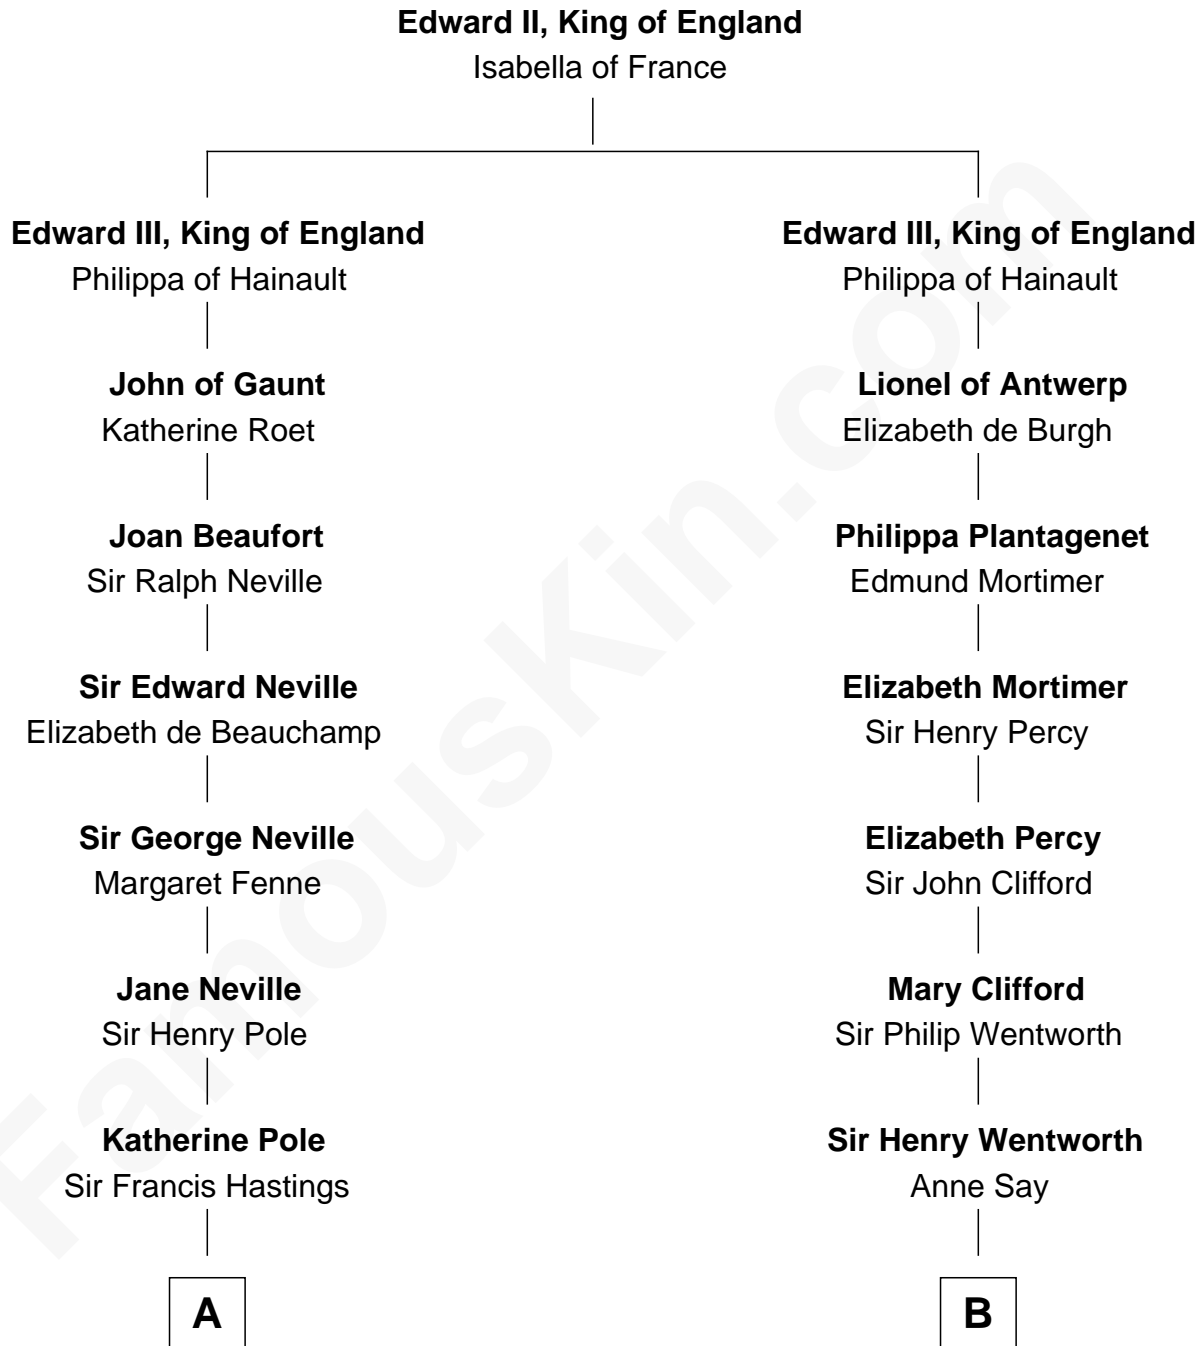 Edward II, King of England
Isabella of France
Edward III, King of England
Philippa of Hainault
John of Gaunt
Katherine Roet
Joan Beaufort
Sir Ralph Neville
Sir Edward Neville
Elizabeth de Beauchamp
Sir George Neville
Margaret Fenne
Jane Neville
Sir Henry Pole
Katherine Pole
Sir Francis Hastings
A
Edward III, King of England
Philippa of Hainault
Lionel of Antwerp
Elizabeth de Burgh
Philippa Plantagenet
Edmund Mortimer
Elizabeth Mortimer
Sir Henry Percy
Elizabeth Percy
Sir John Clifford
Mary Clifford
Sir Philip Wentworth
Sir Henry Wentworth
Anne Say
B
FamousKin.com